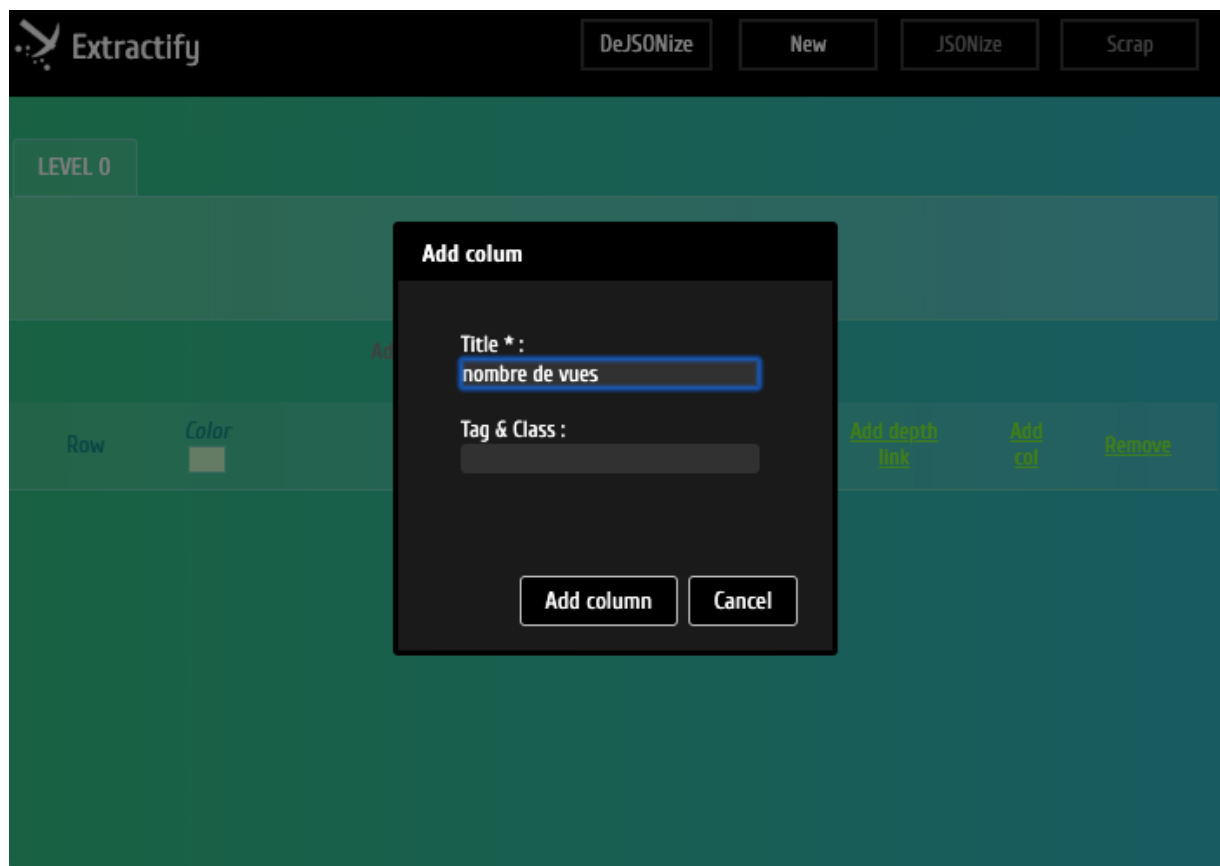 Extractify
DeJSONize
New
JSONize
Scrap
LEVEL 0
Add colum
Title * :
nombre de vues
Tag & Class :
Add column
Cancel
Ad
Row
Color
Add depth
link
Add
col
Remove